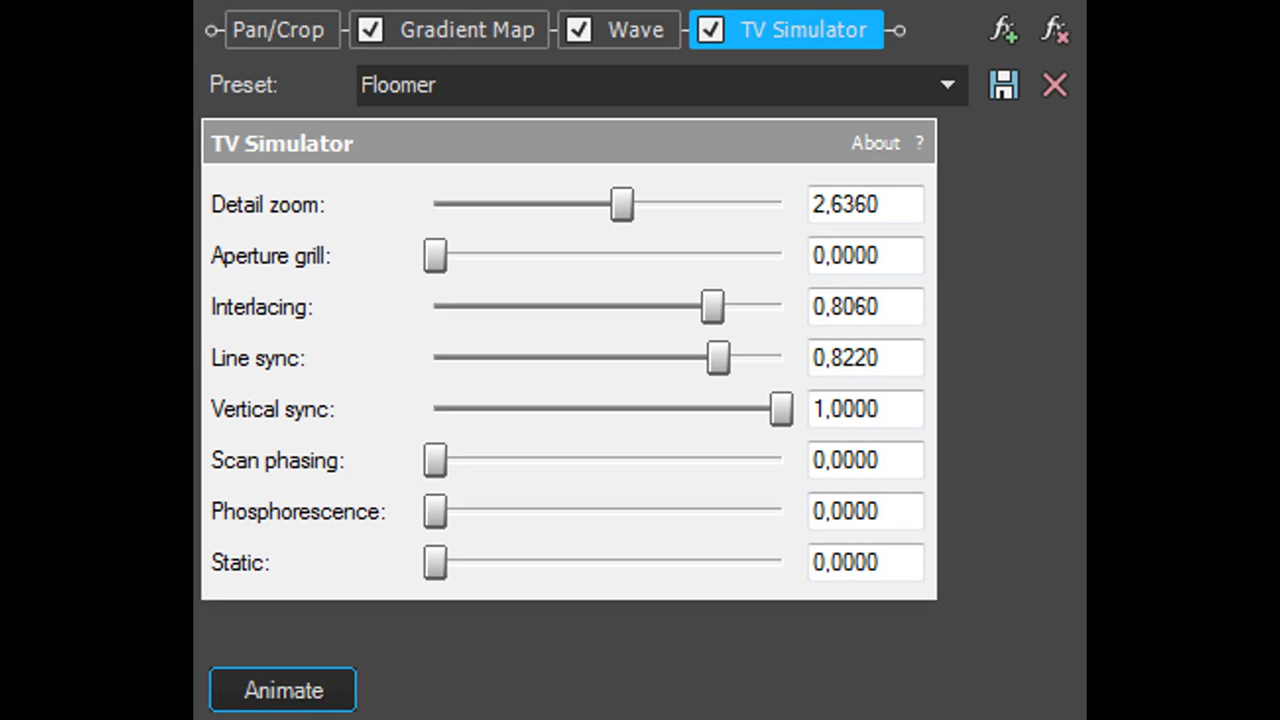 Pan/Crop Gradient Map Wave TV Simulator
Preset: Floomer
TV Simulator About ?
Detail zoom: 2,6360
Aperture grill: 0,0000
Interlacing: 0,8060
Line sync: 0,8220
Vertical sync: 1,0000
Scan phasing: 0,0000
Phosphorescence: 0,0000
Static: 0,0000
Animate